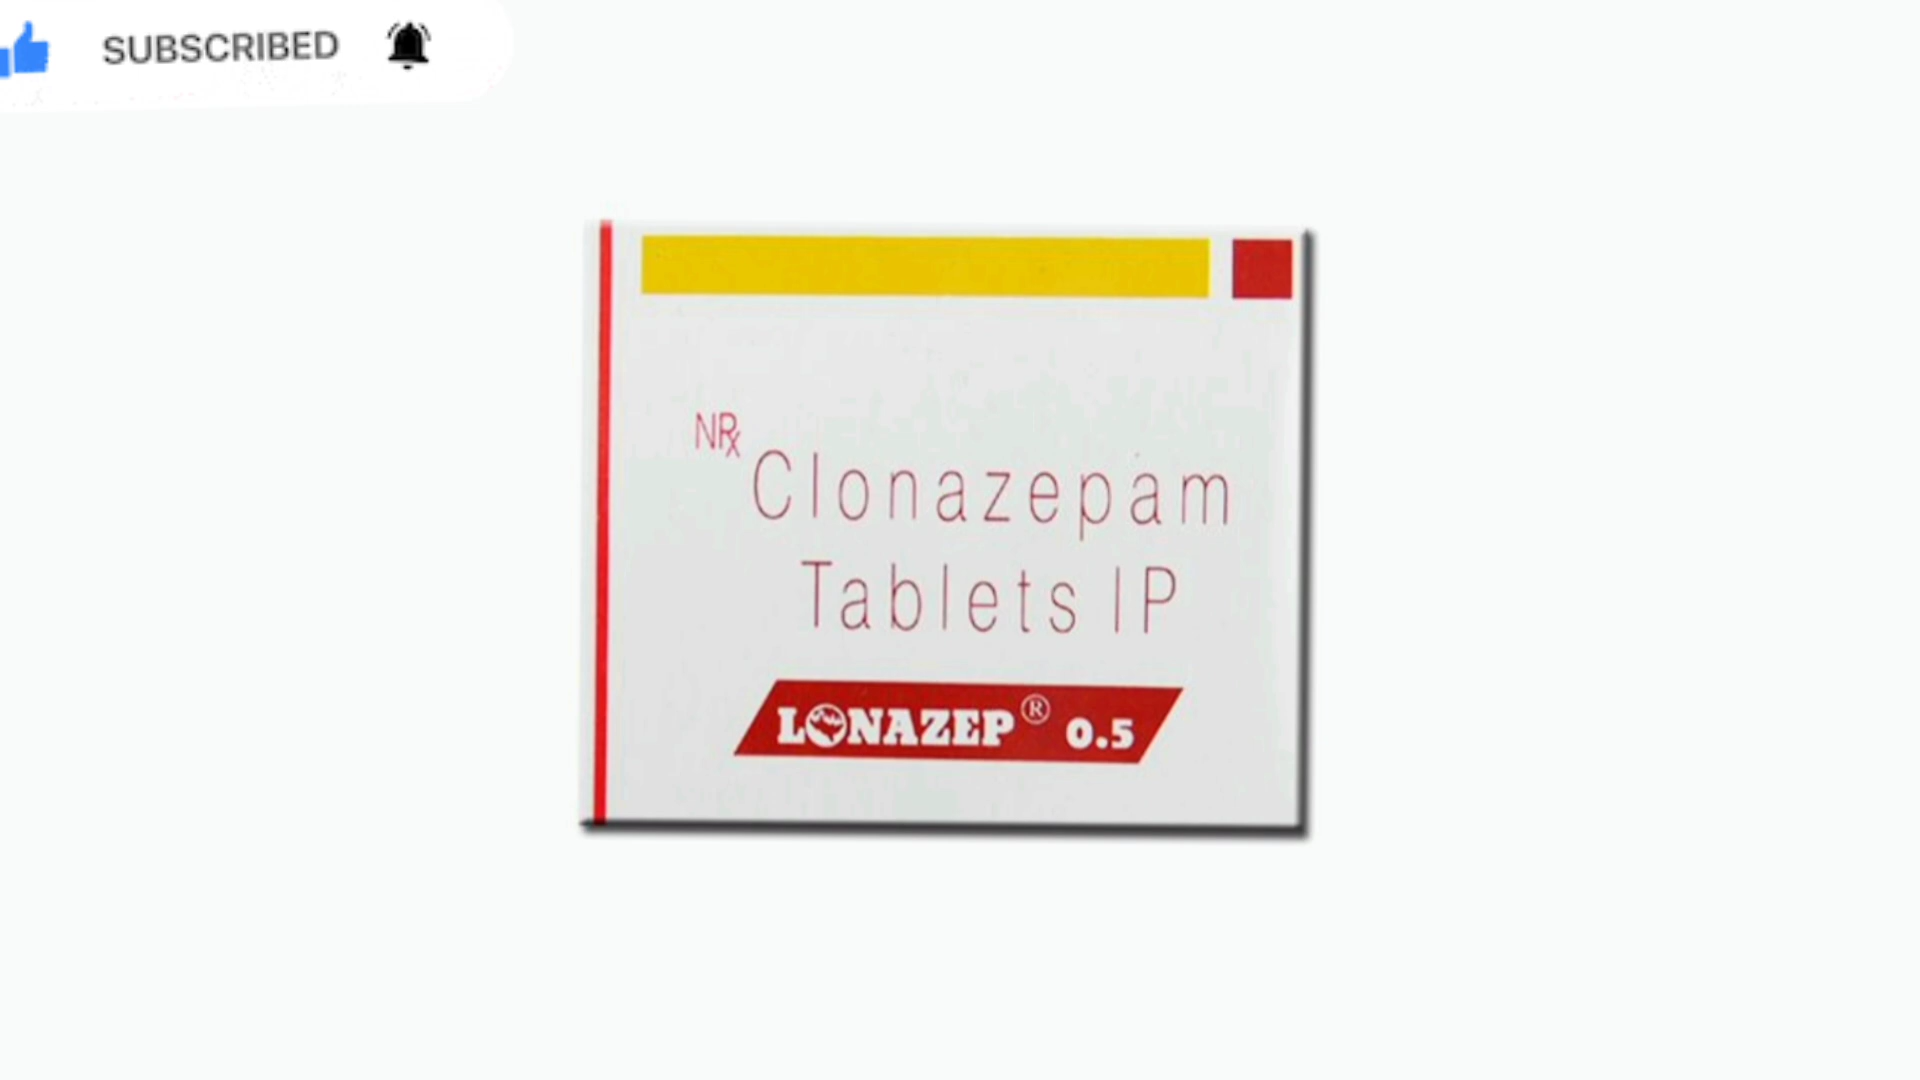 SUBSCRIBED
NRx
Clonazepam
Tablets IP
LONAZEP® 0.5